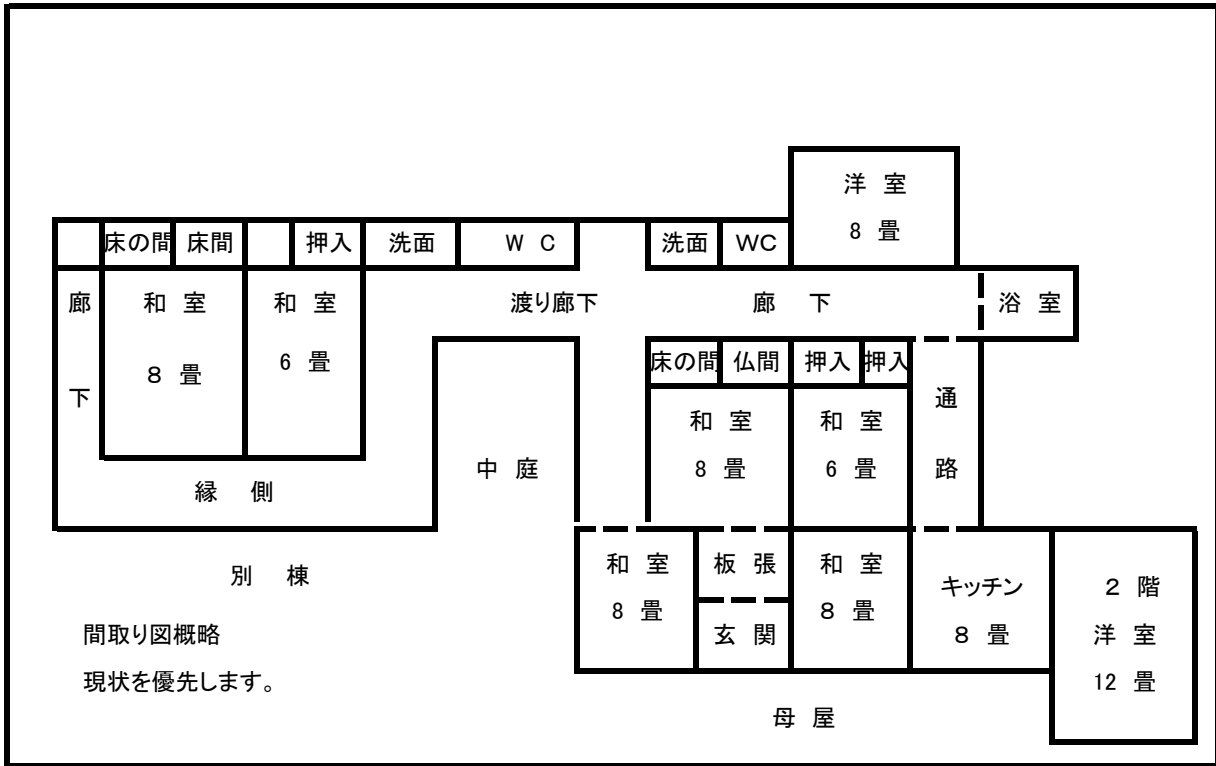 洋 室
8 畳
床の間 床間 押入 洗面 W C 洗面 WC
廊 和 室 和 室 渡り廊下 廊 下 浴 室
8 畳 6 畳 床の間 仏間 押入 押入
下 通
和 室 和 室
中 庭 8 畳 6 畳 路
縁 側
別 棟 和 室 板 張 和 室 キッチン 2 階
8 畳 8 畳
間取り図概略 玄 関 8 畳 洋 室
現状を優先します。 12 畳
母 屋